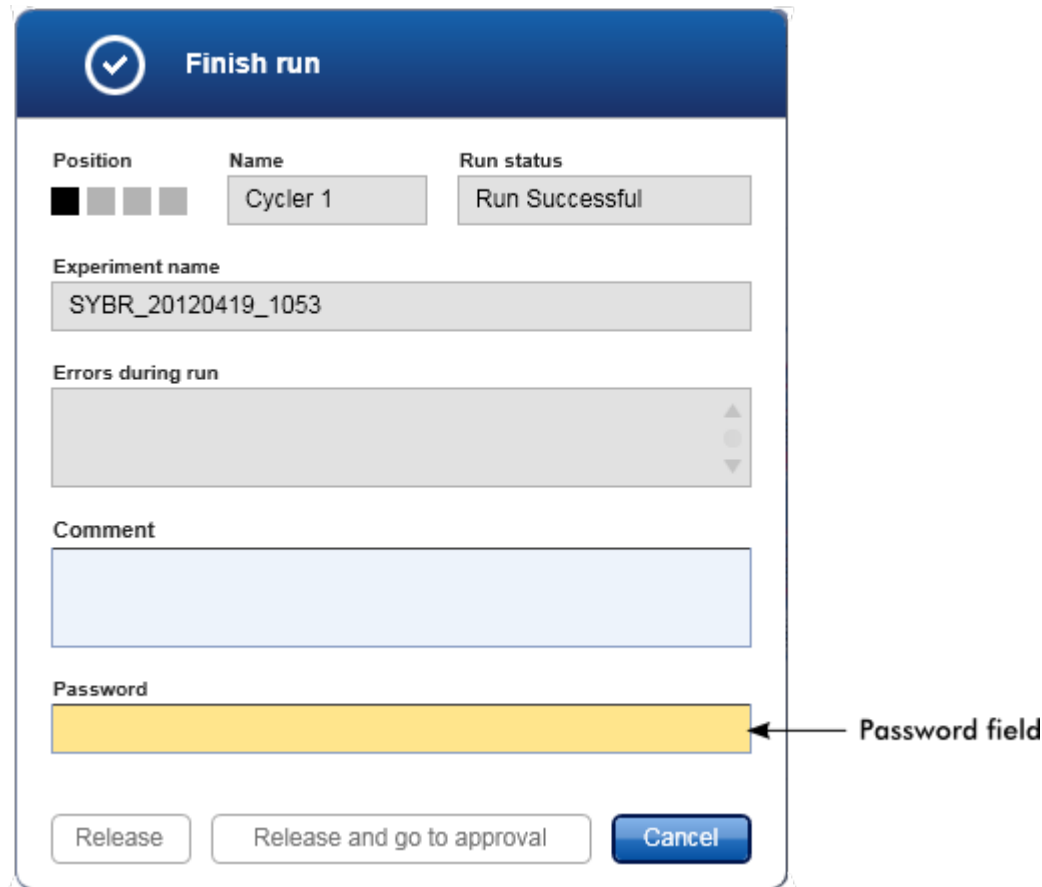 Finish run
Position Name Run status
Cycler 1 Run Successful
Experiment name
SYBR_20120419_1053
Errors during run
Comment
Password
Password field
Release Release and go to approval Cancel